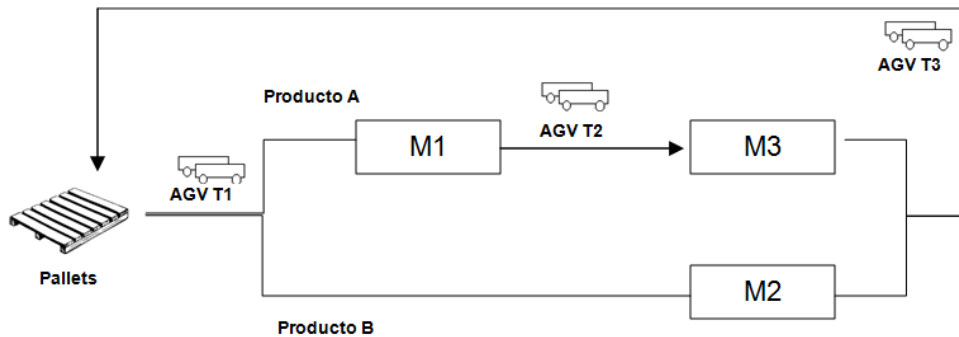 AGV T3
Producto A
AGV T2
M1
M3
AGV T1
Pallets
M2
Producto B